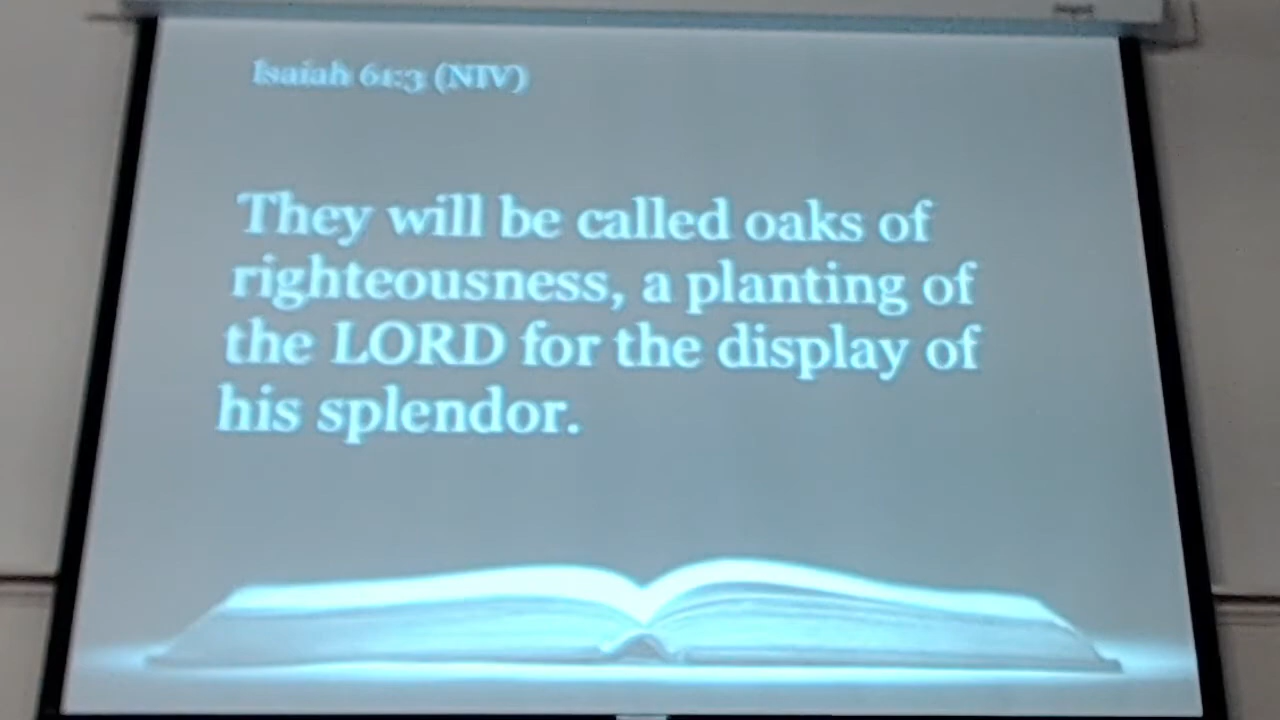 Isaiah 61:3 (NIV)
They will be called oaks of
righteousness, a planting of
the LORD for the display of
his splendor.